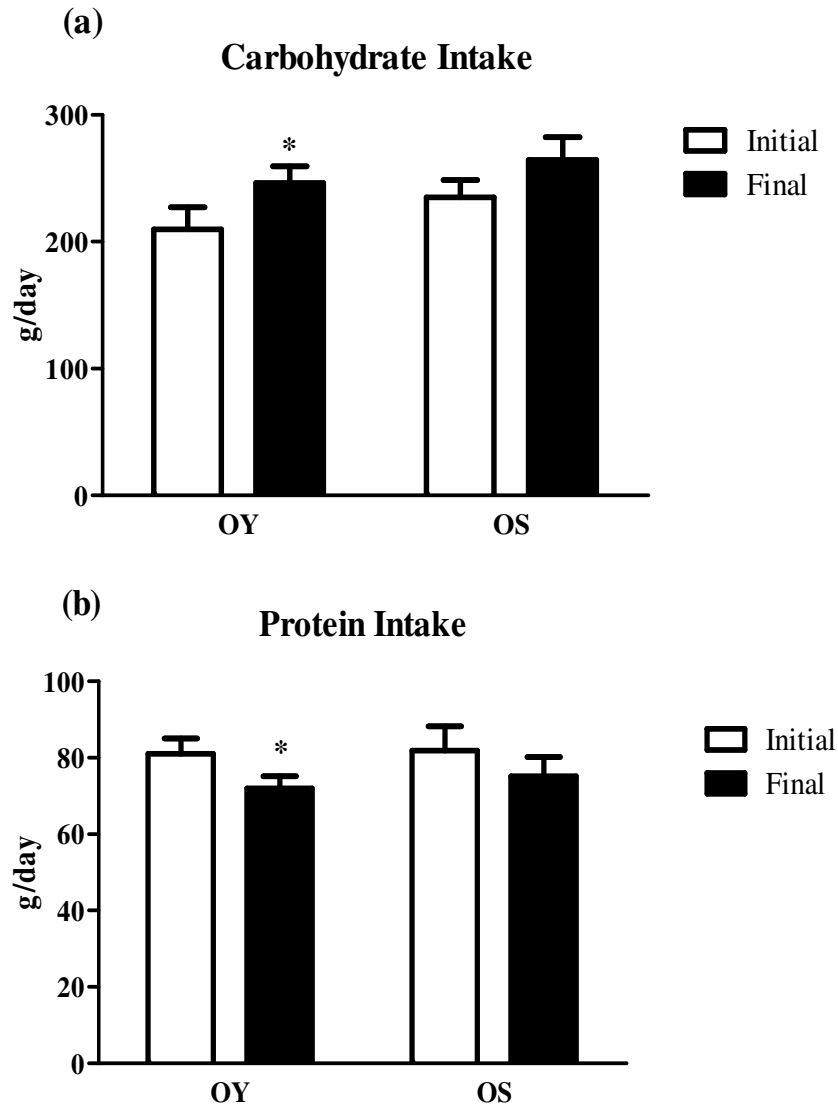 (a)
Carbohydrate Intake
300
200
100
0
g/day
*
OY
OS
Initial
Final
(b)
Protein Intake
100
80
60
40
20
0
g/day
*
OY
OS
Initial
Final